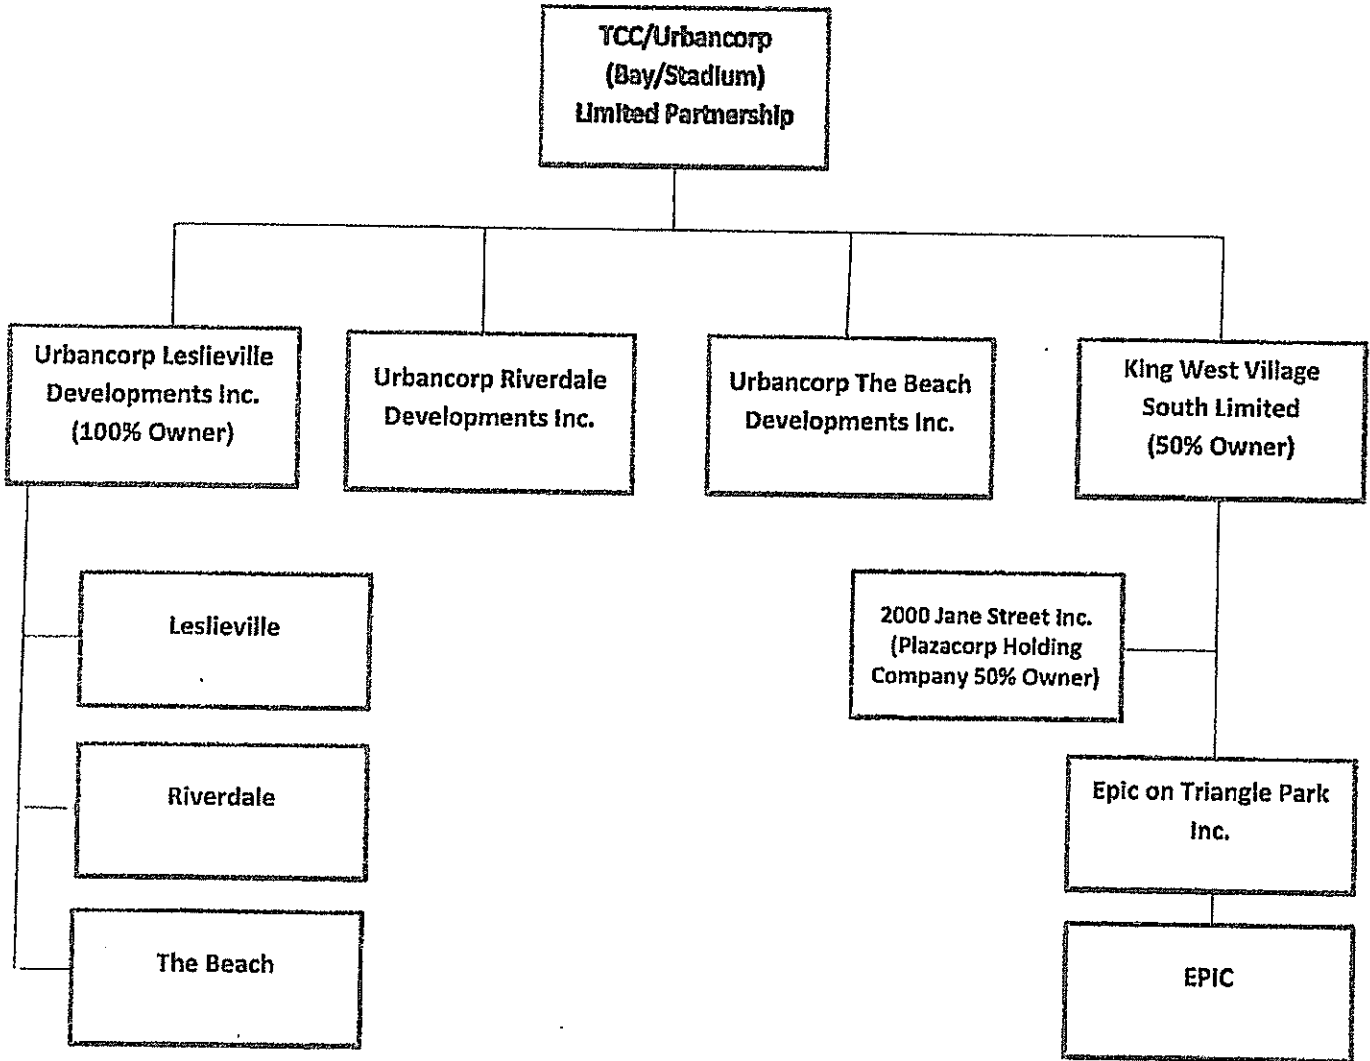 TCC/Urbancorp
(Bay/Stadium)
Limited Partnership
Urbancorp Leslieville
Developments Inc.
(100% Owner)
Urbancorp Riverdale
Developments Inc.
Urbancorp The Beach
Developments Inc.
King West Village
South Limited
(50% Owner)
Leslieville
2000 Jane Street Inc.
(Plazacorp Holding
Company 50% Owner)
Riverdale
Epic on Triangle Park
Inc.
The Beach
EPIC